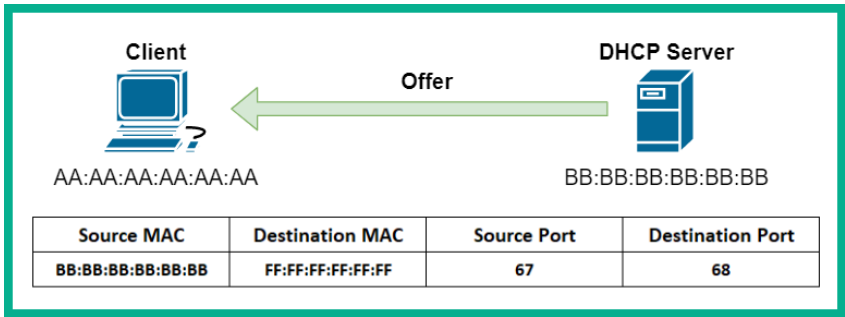 Client
DHCP Server
Offer
AA:AA:AA:AA:AA:AA
BB:BB:BB:BB:BB:BB
Source MAC Destination MAC Source Port Destination Port
BB:BB:BB:BB:BB:BB FF:FF:FF:FF:FF:FF 67 68